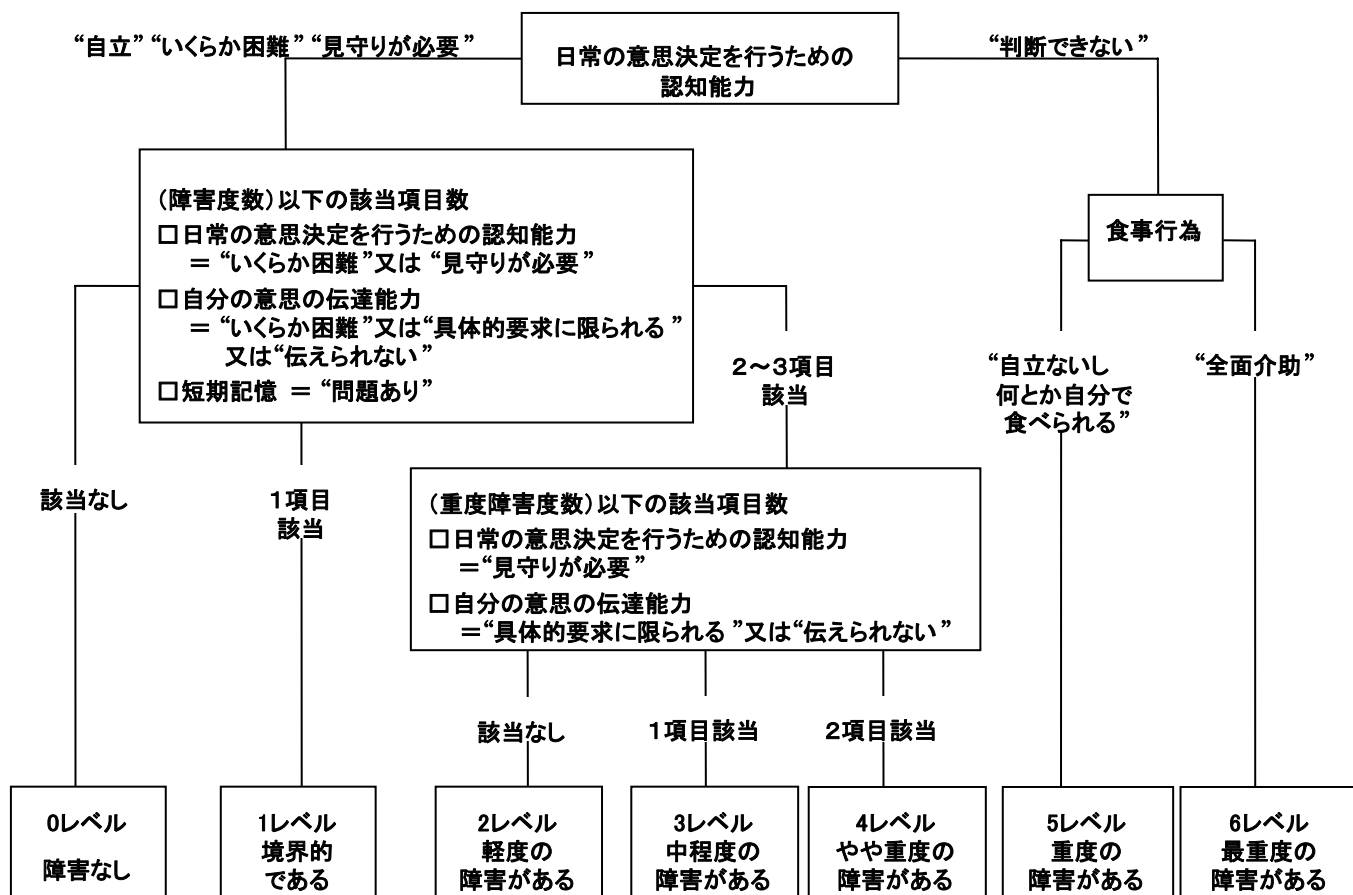 “自立” “いくらか困難” “見守りが必要”
日常の意思決定を行うための
認知能力
“判断できない”
（障害度数）以下の該当項目数
□日常の意思決定を行うための認知能力
＝ “いくらか困難”又は “見守りが必要”
□自分の意思の伝達能力
＝ “いくらか困難”又は“具体的要求に限られる”
又は“伝えられない”
□短期記憶 ＝ “問題あり”
食事行為
２～３項目
該当
“自立ないし
何とか自分で
食べられる”
“全面介助”
該当なし
１項目
該当
（重度障害度数）以下の該当項目数
□日常の意思決定を行うための認知能力
＝“見守りが必要”
□自分の意思の伝達能力
＝“具体的要求に限られる”又は“伝えられない”
該当なし
１項目該当
２項目該当
0レベル
障害なし
1レベル
境界的
である
2レベル
軽度の
障害がある
3レベル
中程度の
障害がある
4レベル
やや重度の
障害がある
5レベル
重度の
障害がある
6レベル
最重度の
障害がある